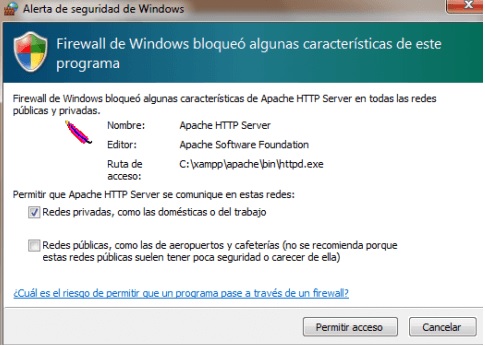 Alerta de seguridad de Windows
Firewall de Windows bloqueó algunas características de este
programa
Firewall de Windows bloqueó algunas características de Apache HTTP Server en todas las redes
públicas y privadas.
Nombre: Apache HTTP Server
Editor: Apache Software Foundation
Ruta de acceso: C:\xampp\apache\bin\httpd.exe
Permitir que Apache HTTP Server se comunique en estas redes:
Redes privadas, como las domésticas o del trabajo
Redes públicas, como las de aeropuertos y cafeterías (no se recomienda porque
estas redes públicas suelen tener poca seguridad o carecer de ella)
¿Cuál es el riesgo de permitir que un programa pase a través de un firewall?
Permitir acceso Cancelar